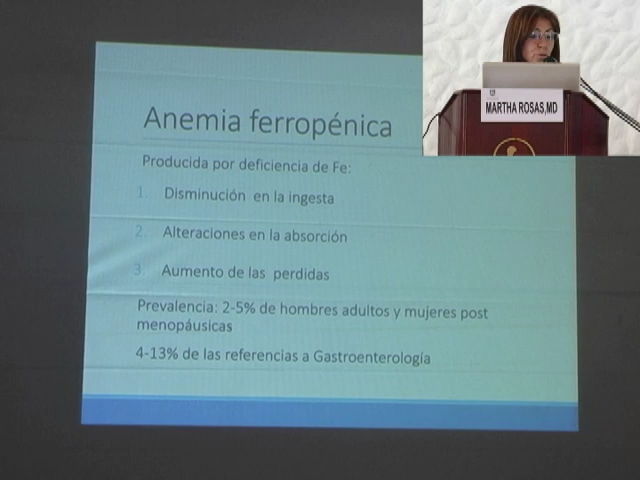 MARTHA ROSAS,MD
Anemia ferropénica
Producida por deficiencia de Fe:
1. Disminución en la ingesta
2. Alteraciones en la absorción
3. Aumento de las perdidas
Prevalencia: 2-5% de hombres adultos y mujeres post
menopáusicas
4-13% de las referencias a Gastroenterología